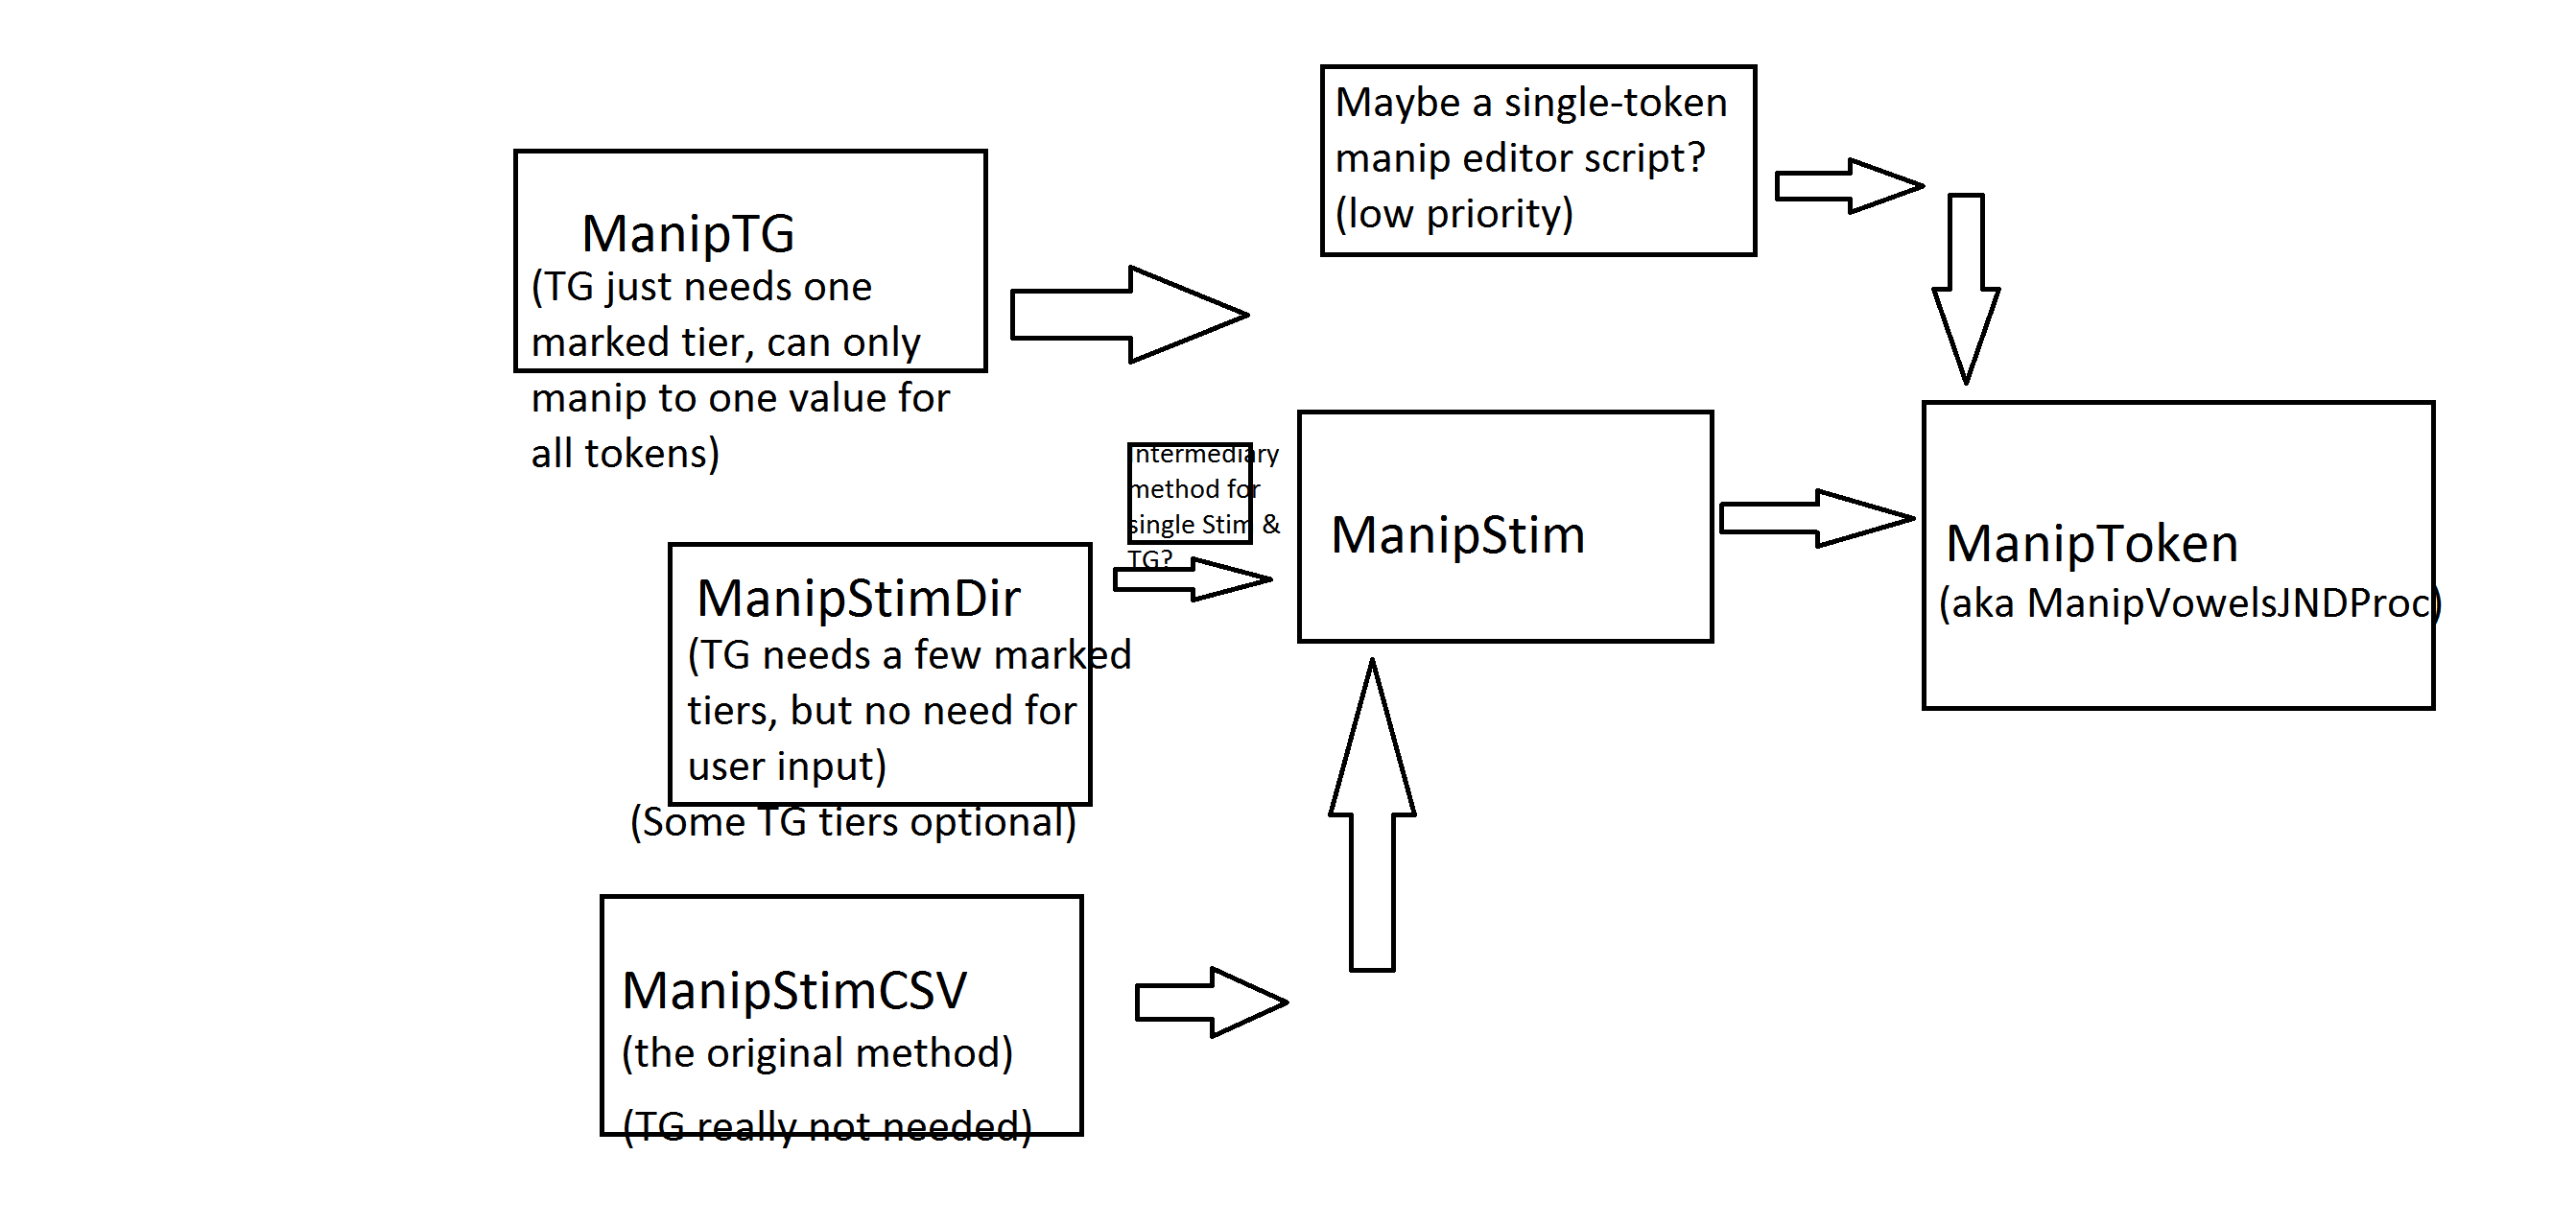 Maybe a single-token
manip editor script?
(low priority)
ManipTG
(TG just needs one
marked tier, can only
manip to one value for
all tokens)
Intermediary
method for
single Stim &
TG?
ManipStim
ManipToken
(aka ManipVowelsJNDProc)
ManipStimDir
(TG needs a few marked
tiers, but no need for
user input)
(Some TG tiers optional)
ManipStimCSV
(the original method)
(TG really not needed)